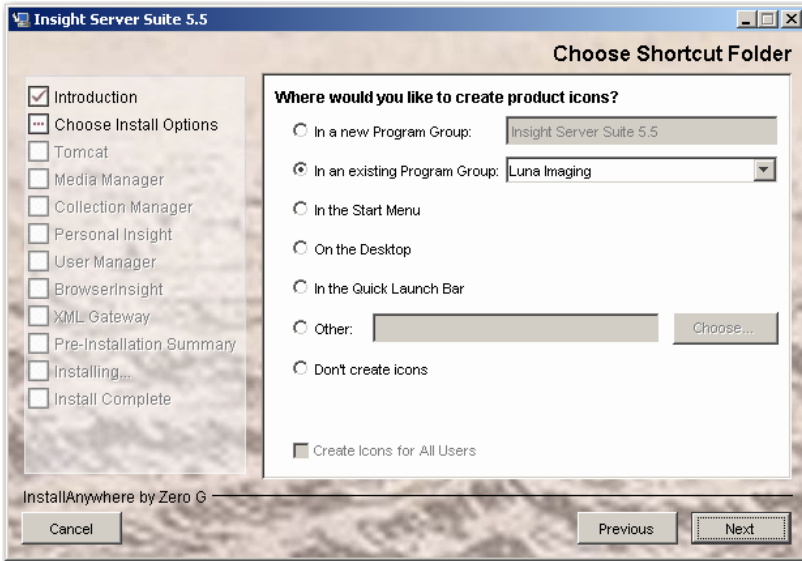 Insight Server Suite 5.5
Choose Shortcut Folder
Introduction
Choose Install Options
Tomcat
Media Manager
Collection Manager
Personal Insight
User Manager
BrowserInsight
XML Gateway
Pre-Installation Summary
Installing...
Install Complete
Where would you like to create product icons?
In a new Program Group: Insight Server Suite 5.5
In an existing Program Group: Luna Imaging
In the Start Menu
On the Desktop
In the Quick Launch Bar
Other: Choose...
Don't create icons
Create Icons for All Users
InstallAnywhere by Zero G
Cancel Previous Next